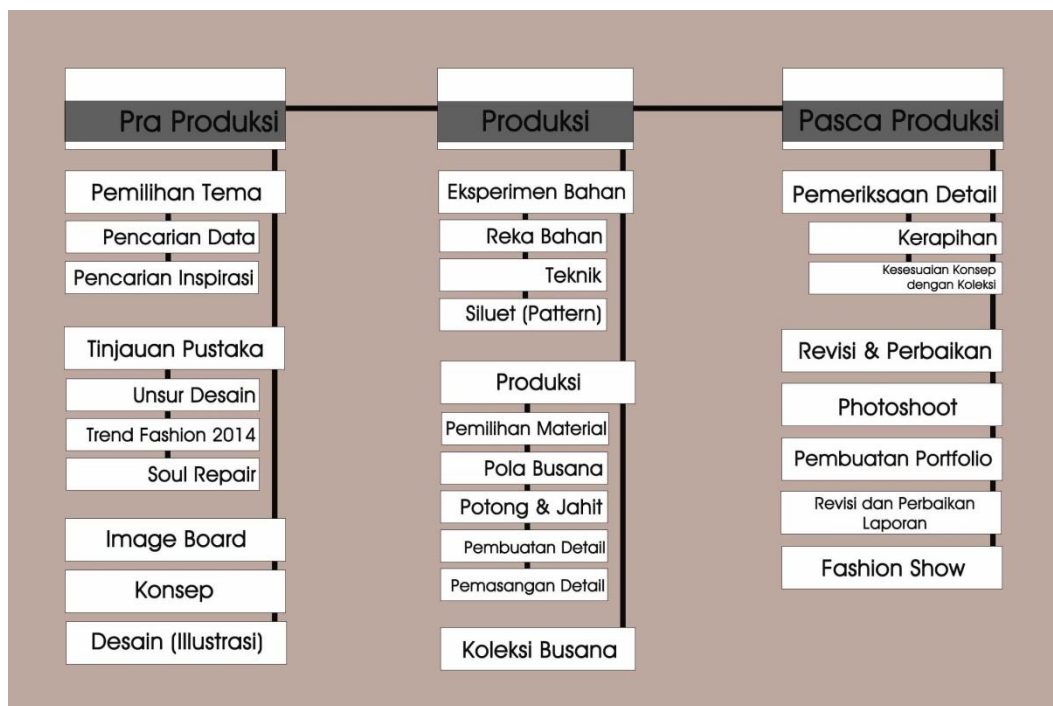 Pra Produksi
Pemilihan Tema
Pencarian Data
Pencarian Inspirasi
Tinjauan Pustaka
Unsur Desain
Trend Fashion 2014
Soul Repair
Image Board
Konsep
Desain (Illustrasi)
Produksi
Eksperimen Bahan
Reka Bahan
Teknik
Siluet (Pattern)
Produksi
Pemilihan Material
Pola Busana
Potong & Jahit
Pembuatan Detail
Pemasangan Detail
Koleksi Busana
Pasca Produksi
Pemeriksaan Detail
Kerapihan
Kesesuaian Konsep
dengan Koleksi
Revisi & Perbaikan
Photoshoot
Pembuatan Portfolio
Revisi dan Perbaikan
Laporan
Fashion Show